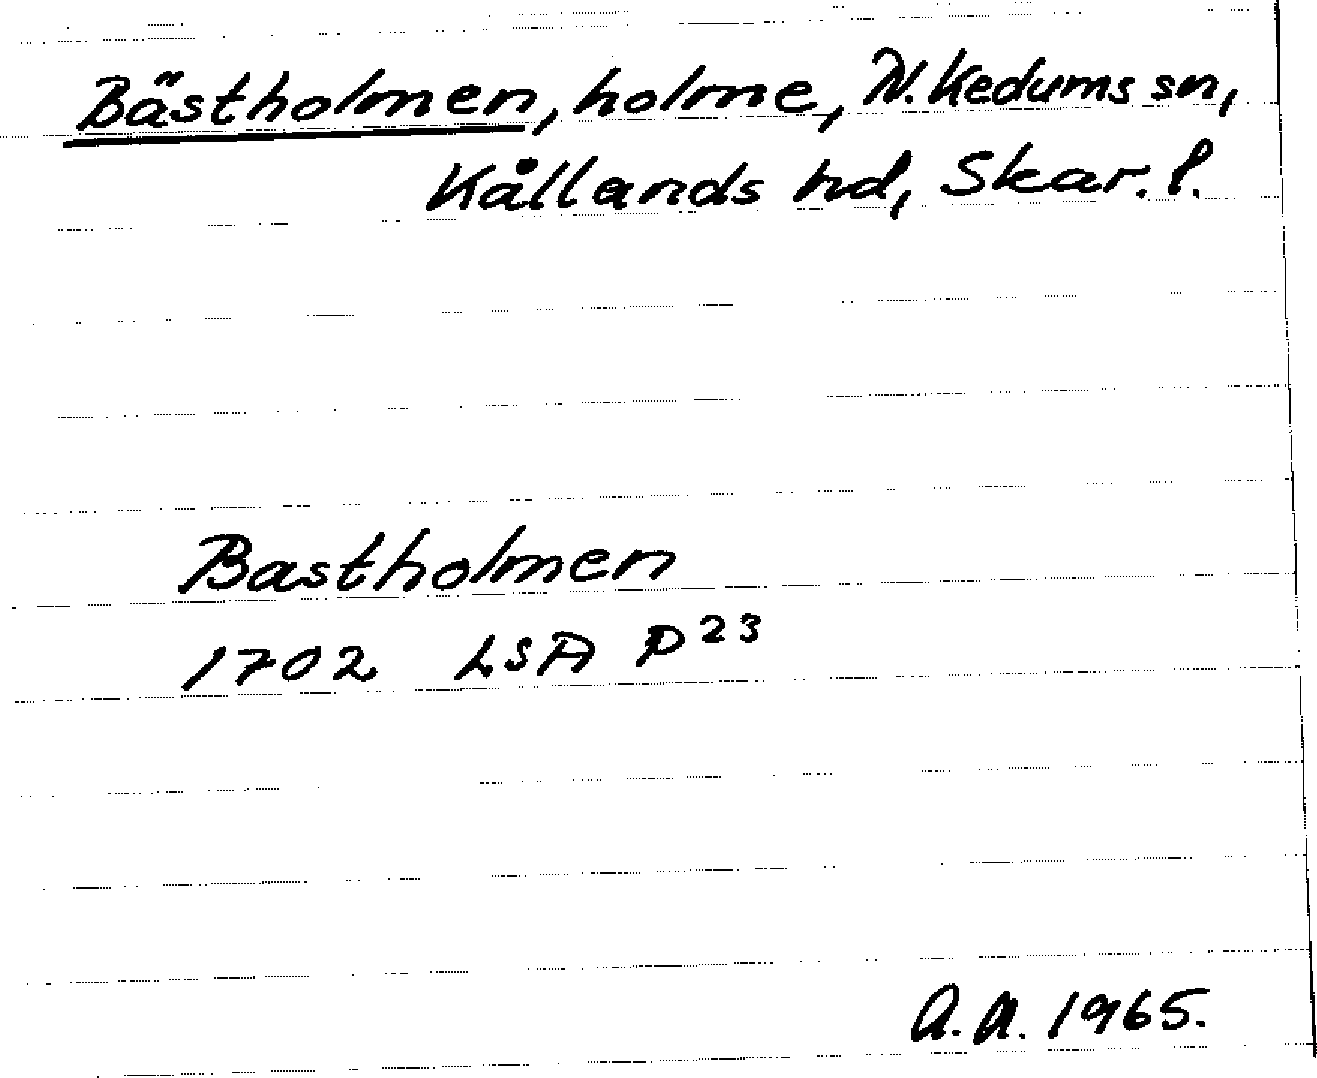 Bästholmen, holme, N. Kedums sn,
Kållands hd, Skar. l.
Bastholmen
1702 LSA P23
A. A. 1965.